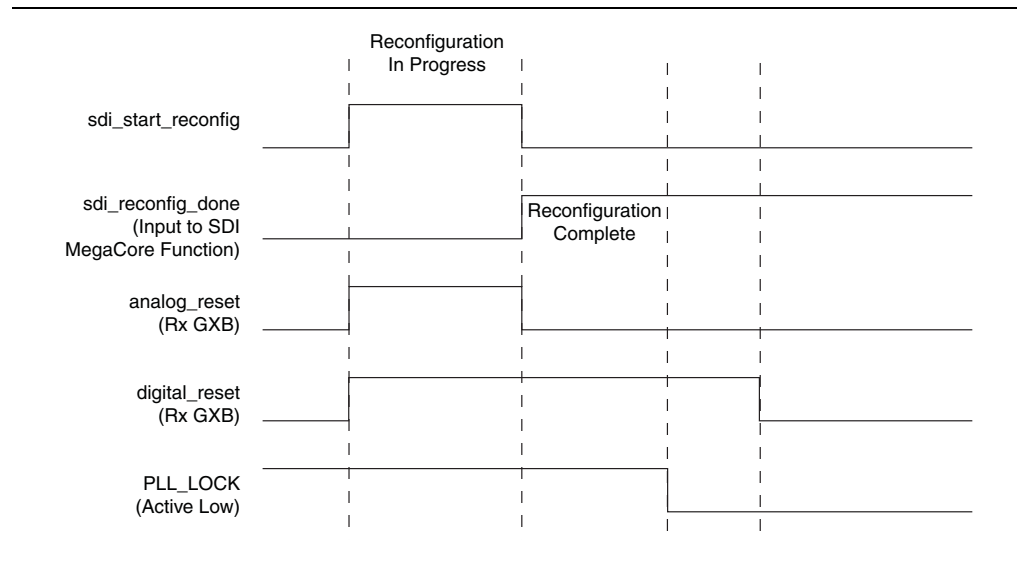 Reconfiguration
In Progress
sdi_start_reconfig
sdi_reconfig_done
(Input to SDI
MegaCore Function)
Reconfiguration
Complete
analog_reset
(Rx GXB)
digital_reset
(Rx GXB)
PLL_LOCK
(Active Low)